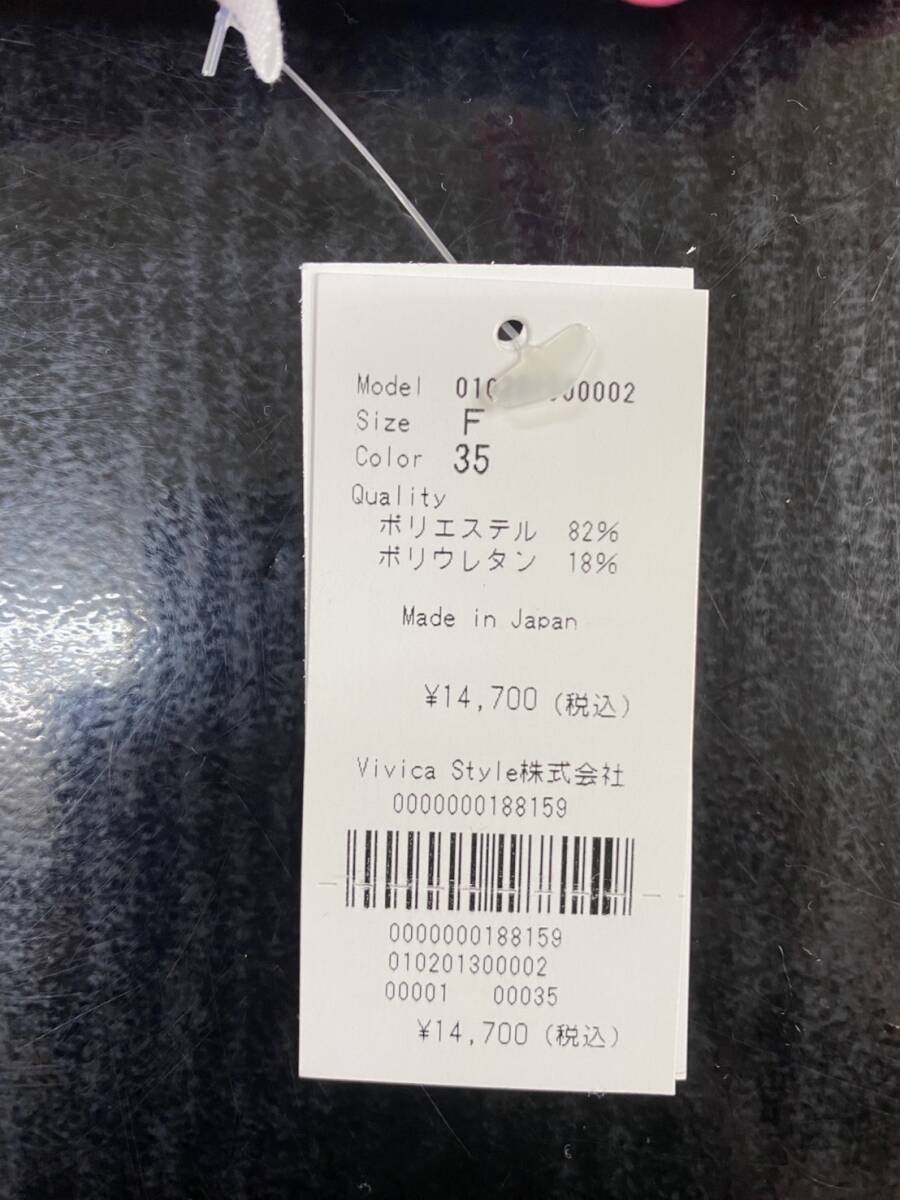 Model
Size F
Color 35
Quality
ポリエステル 82%
ポリウレタン 18%
Made in Japan
¥14,700 (税込)
Vivica Style株式会社
0000000188159
0000000188159
010201300002
00001 00035
¥14,700 (税込)